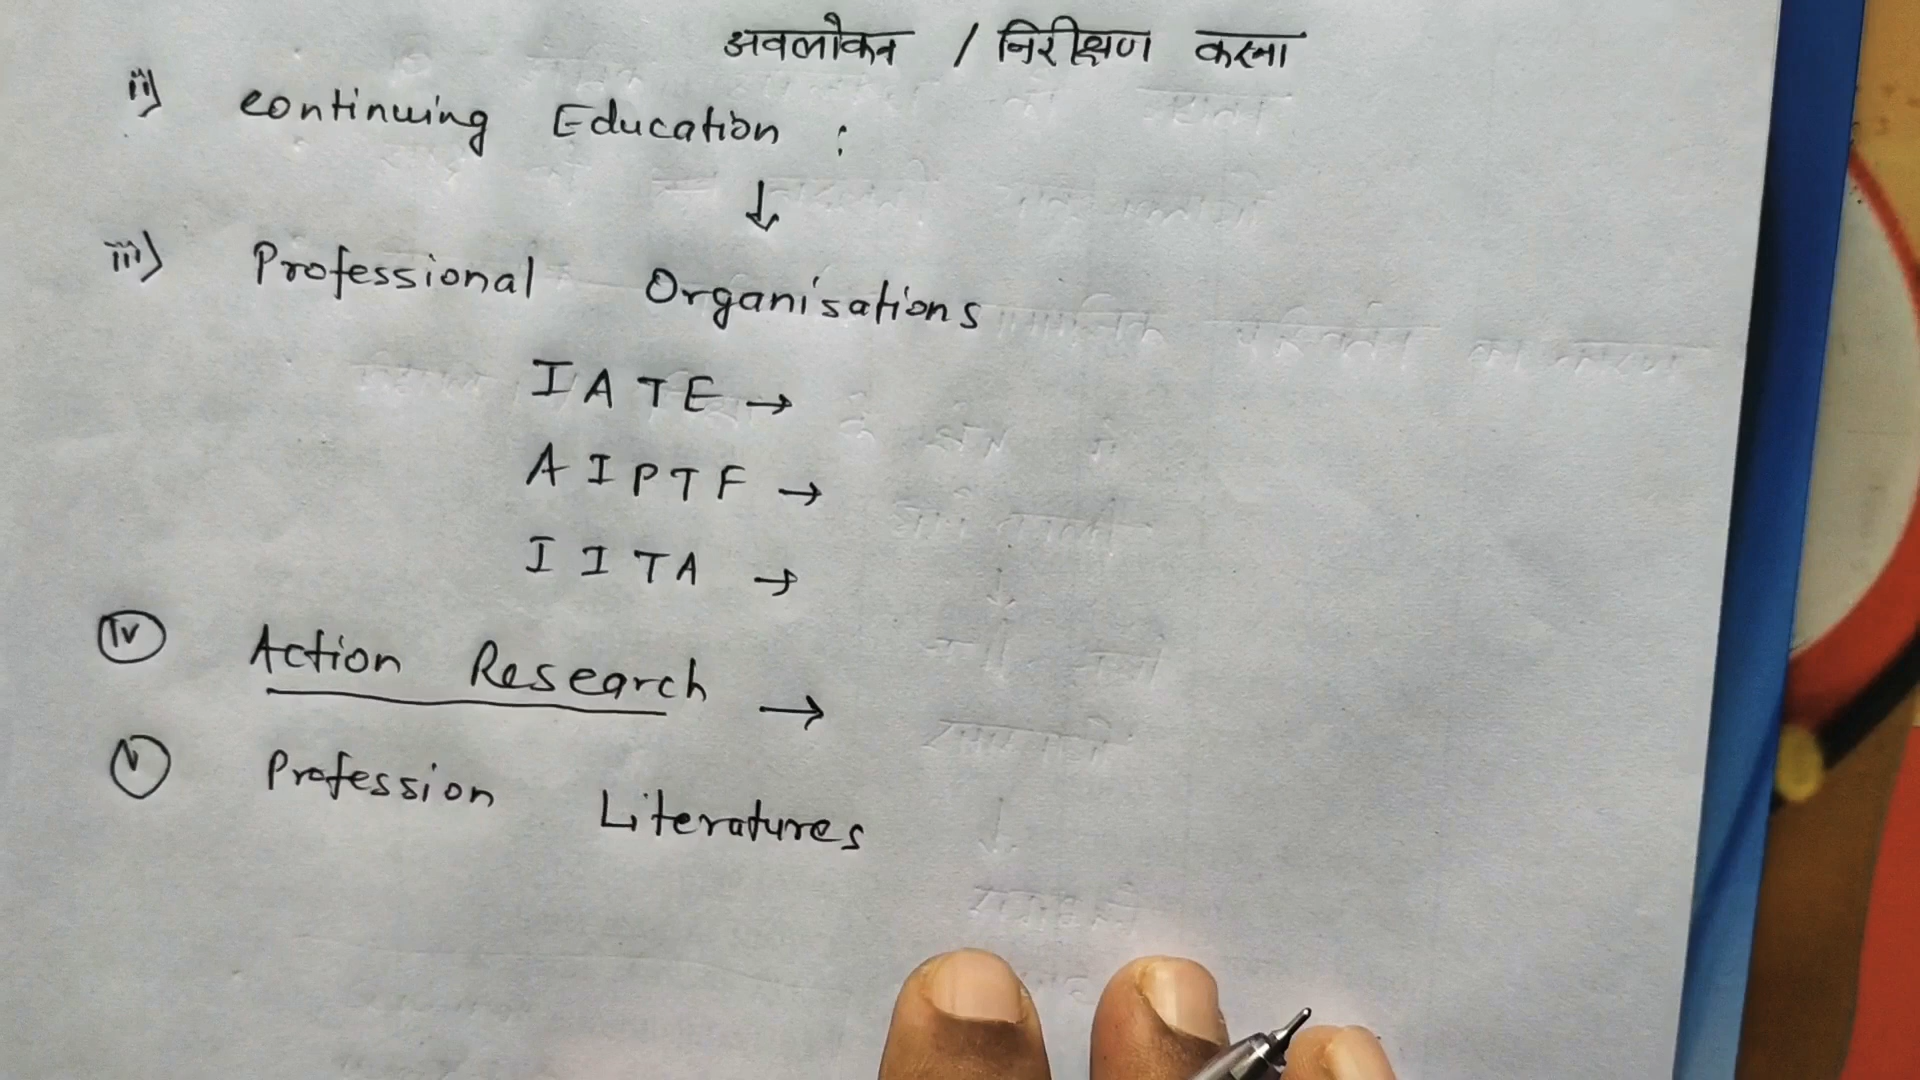 अवलोकन / निरीक्षण करना
ii) continuing Education :
↓
iii) Professional Organisations
IATE →
AIPTF →
IITA →
iv Action Research →
v Profession Literatures